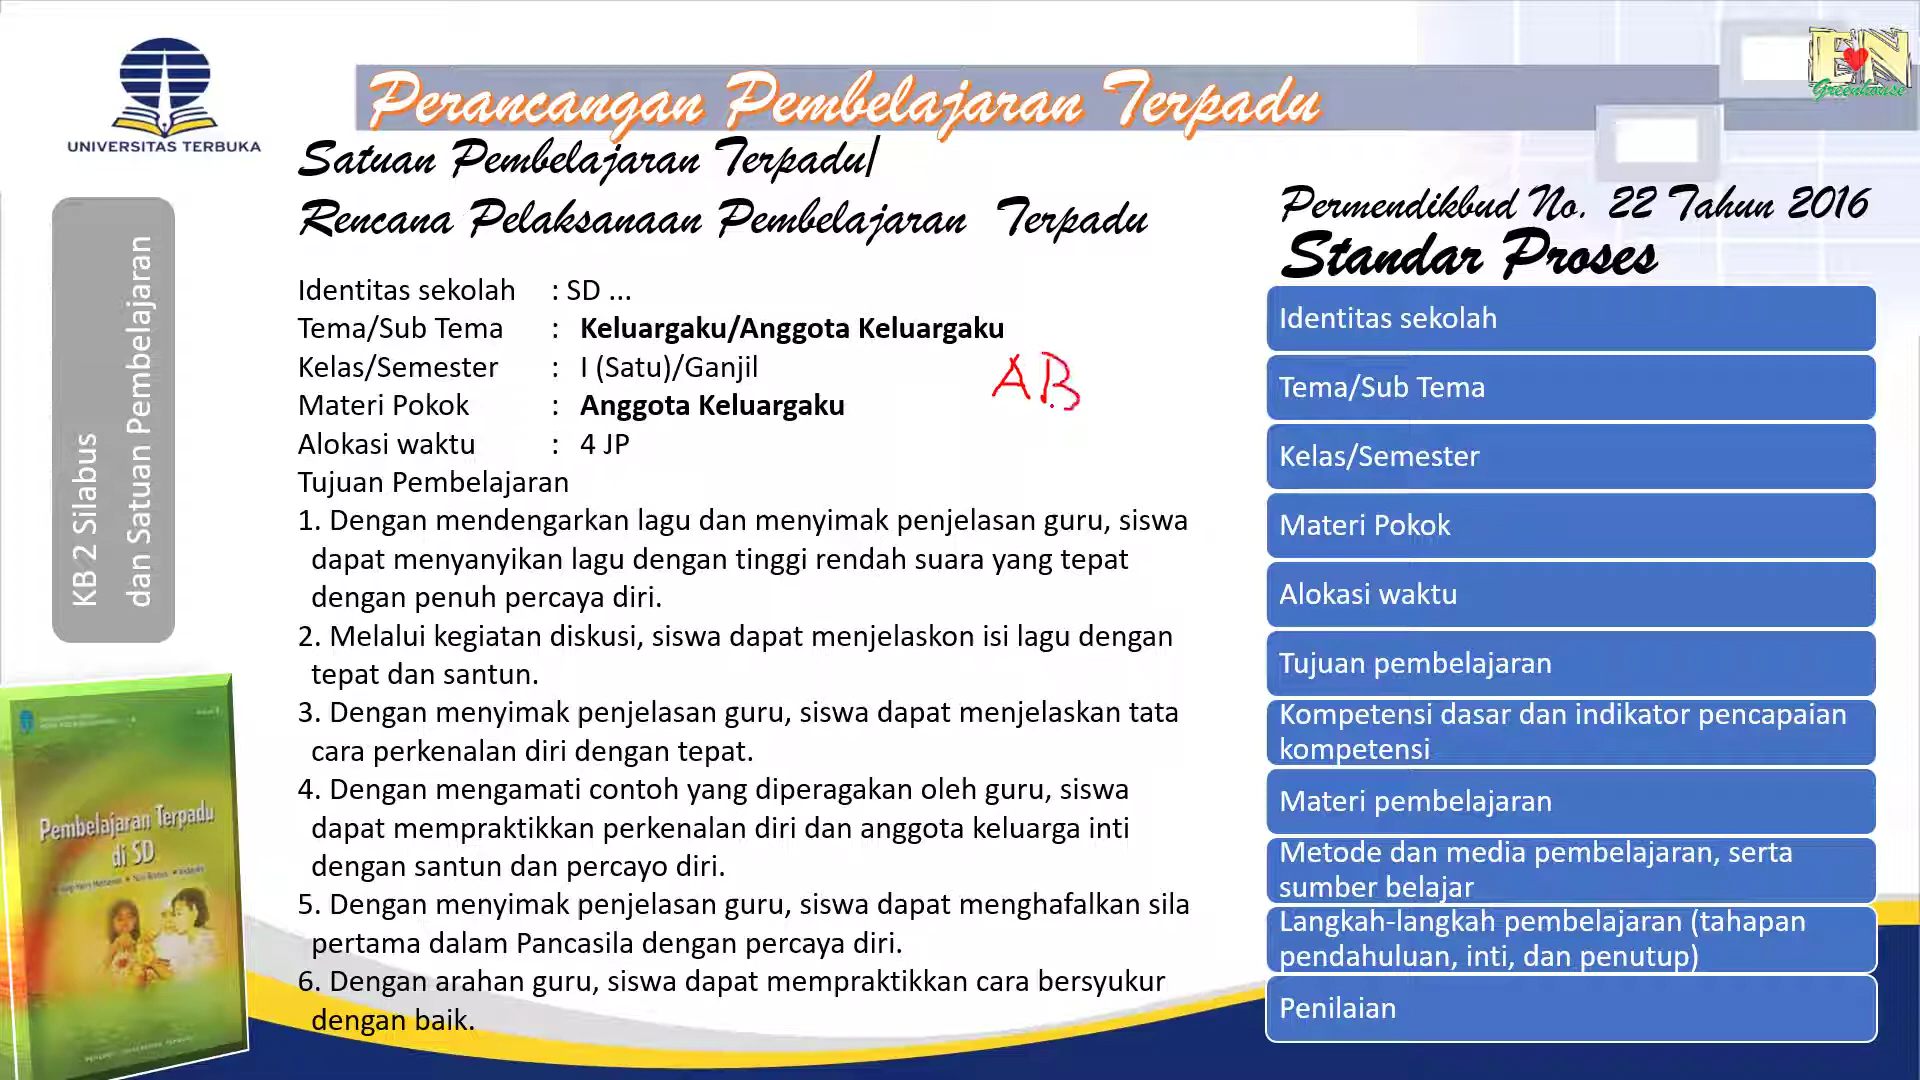 EN
Greenhouse
UNIVERSITAS TERBUKA
Perancangan Pembelajaran Terpadu
Satuan Pembelajaran Terpadu/
Rencana Pelaksanaan Pembelajaran Terpadu
KB 2 Silabus
dan Satuan Pembelajaran
Identitas sekolah : SD ...
Tema/Sub Tema : Keluargaku/Anggota Keluargaku
Kelas/Semester : I (Satu)/Ganjil
AB
Materi Pokok : Anggota Keluargaku
Alokasi waktu : 4 JP
Tujuan Pembelajaran
1. Dengan mendengarkan lagu dan menyimak penjelasan guru, siswa
dapat menyanyikan lagu dengan tinggi rendah suara yang tepat
dengan penuh percaya diri.
2. Melalui kegiatan diskusi, siswa dapat menjelaskon isi lagu dengan
tepat dan santun.
3. Dengan menyimak penjelasan guru, siswa dapat menjelaskan tata
cara perkenalan diri dengan tepat.
4. Dengan mengamati contoh yang diperagakan oleh guru, siswa
dapat mempraktikkan perkenalan diri dan anggota keluarga inti
dengan santun dan percayo diri.
5. Dengan menyimak penjelasan guru, siswa dapat menghafalkan sila
pertama dalam Pancasila dengan percaya diri.
6. Dengan arahan guru, siswa dapat mempraktikkan cara bersyukur
dengan baik.
Permendikbud No. 22 Tahun 2016
Standar Proses
Identitas sekolah
Tema/Sub Tema
Kelas/Semester
Materi Pokok
Alokasi waktu
Tujuan pembelajaran
Kompetensi dasar dan indikator pencapaian
kompetensi
Materi pembelajaran
Metode dan media pembelajaran, serta
sumber belajar
Langkah-langkah pembelajaran (tahapan
pendahuluan, inti, dan penutup)
Penilaian
Pembelajaran Terpadu
di SD